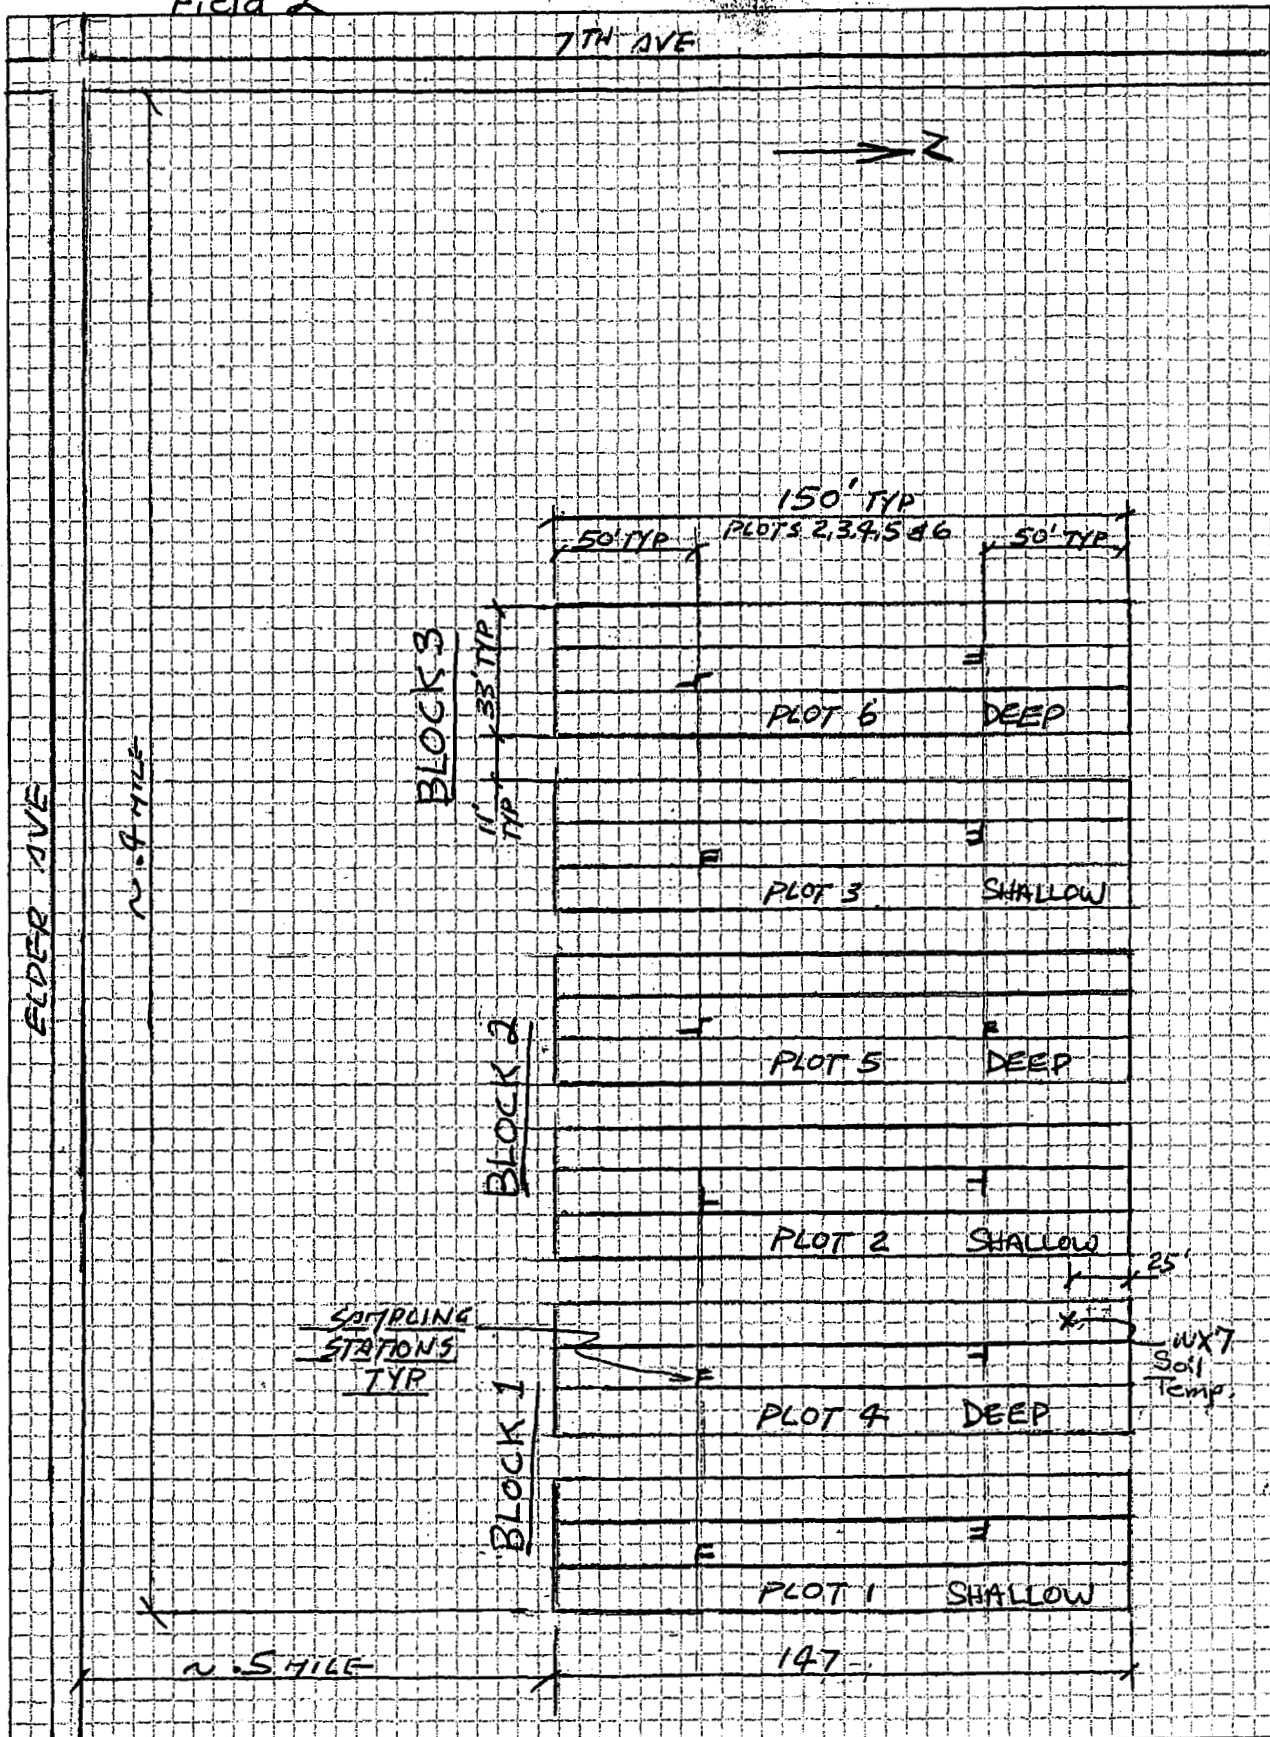 Field 2
7TH AVE
N
150' TYP
PLOTS 2,3,4,5 & 6
50' TYP
50' TYP
BLOCK 3
33' TYP
11' TYP
PLOT 6 DEEP
PLOT 3 SHALLOW
ELDER AVE
~ .4 MILE
BLOCK 2
PLOT 5 DEEP
PLOT 2 SHALLOW
25'
SAMPLING
STATIONS
TYP
WX7
Soil
Temp.
BLOCK 1
PLOT 4 DEEP
PLOT 1 SHALLOW
~ .5 MILE
147